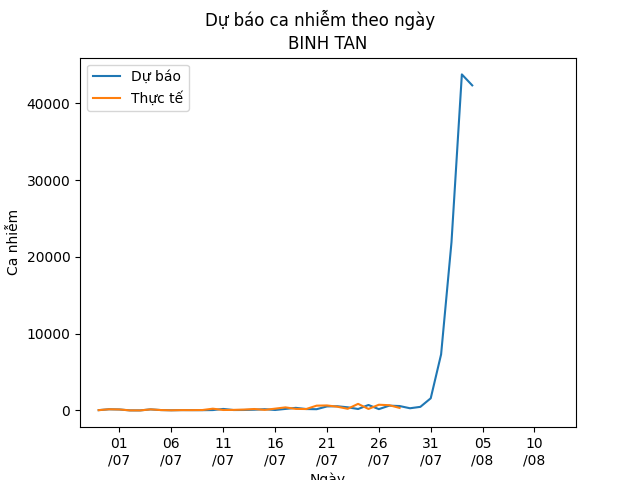 Dự báo ca nhiễm theo ngày
BINH TAN
Dự báo
Thực tế
Ca nhiễm
40000
30000
20000
10000
0
01 06 11 16 21 26 31 05 10
/07 /07 /07 /07 /07 /07 /07 /08 /08
Ngày